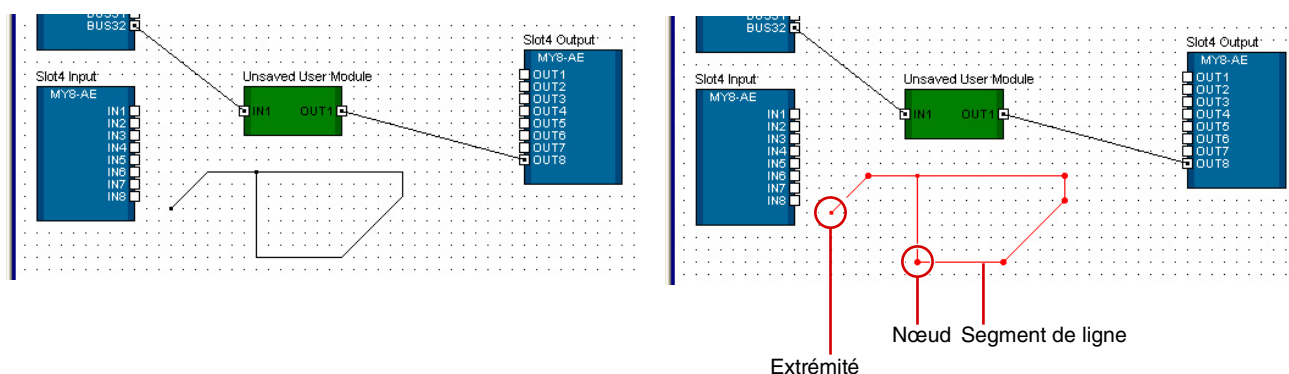 BUS31
BUS32
Slot4 Input
MY8-AE
IN1
IN2
IN3
IN4
IN5
IN6
IN7
IN8
Unsaved User Module
IN1 OUT1
Slot4 Output
MY8-AE
OUT1
OUT2
OUT3
OUT4
OUT5
OUT6
OUT7
OUT8
BUS31
BUS32
Slot4 Input
MY8-AE
IN1
IN2
IN3
IN4
IN5
IN6
IN7
IN8
Unsaved User Module
IN1 OUT1
Slot4 Output
MY8-AE
OUT1
OUT2
OUT3
OUT4
OUT5
OUT6
OUT7
OUT8
Nœud Segment de ligne
Extrémité